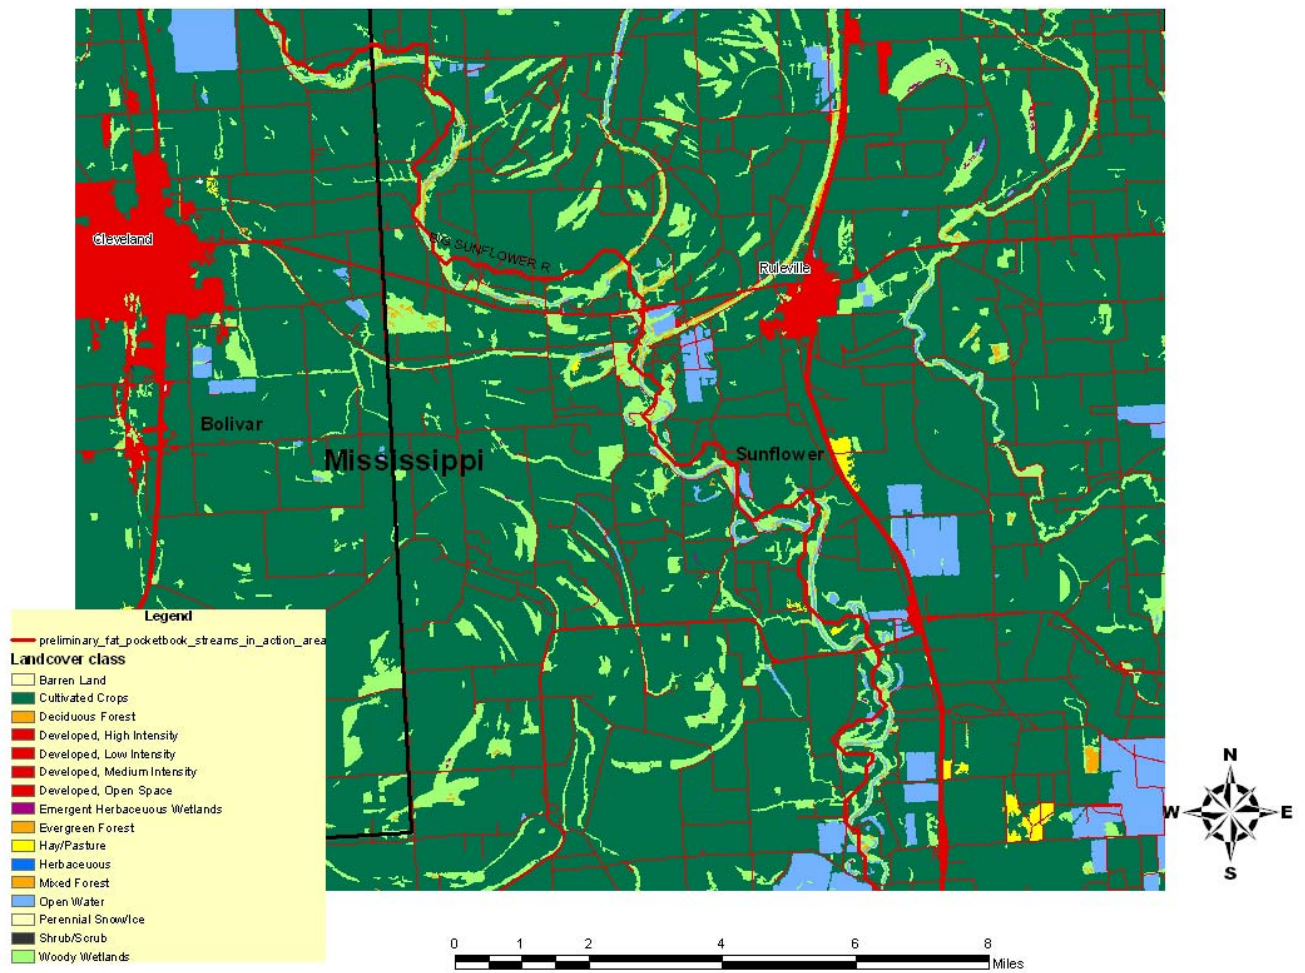 Cleveland
BIG SUNFLOWER R
Ruleville
Bolivar
Mississippi
Sunflower
Legend
preliminary_fat_pocketbook_streams_in_action_area
Landcover class
Barren Land
Cultivated Crops
Deciduous Forest
Developed, High Intensity
Developed, Low Intensity
Developed, Medium Intensity
Developed, Open Space
Emergent Herbaceuous Wetlands
Evergreen Forest
Hay/Pasture
Herbaceuous
Mixed Forest
Open Water
Perennial Snow/Ice
Shrub/Scrub
Woody Wetlands
N
W E
S
0 1 2 4 6 8
Miles